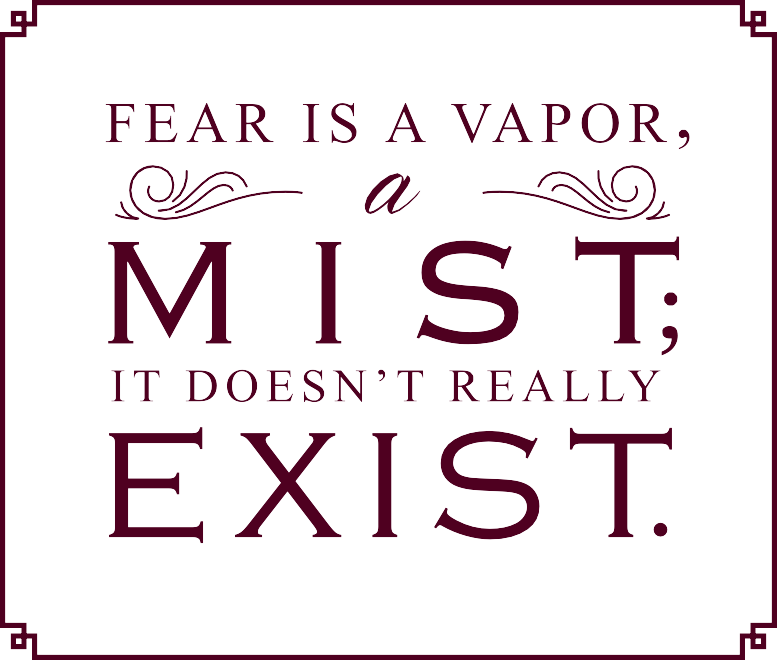 FEAR IS A VAPOR,
a
MIST;
IT DOESN'T REALLY
EXIST.